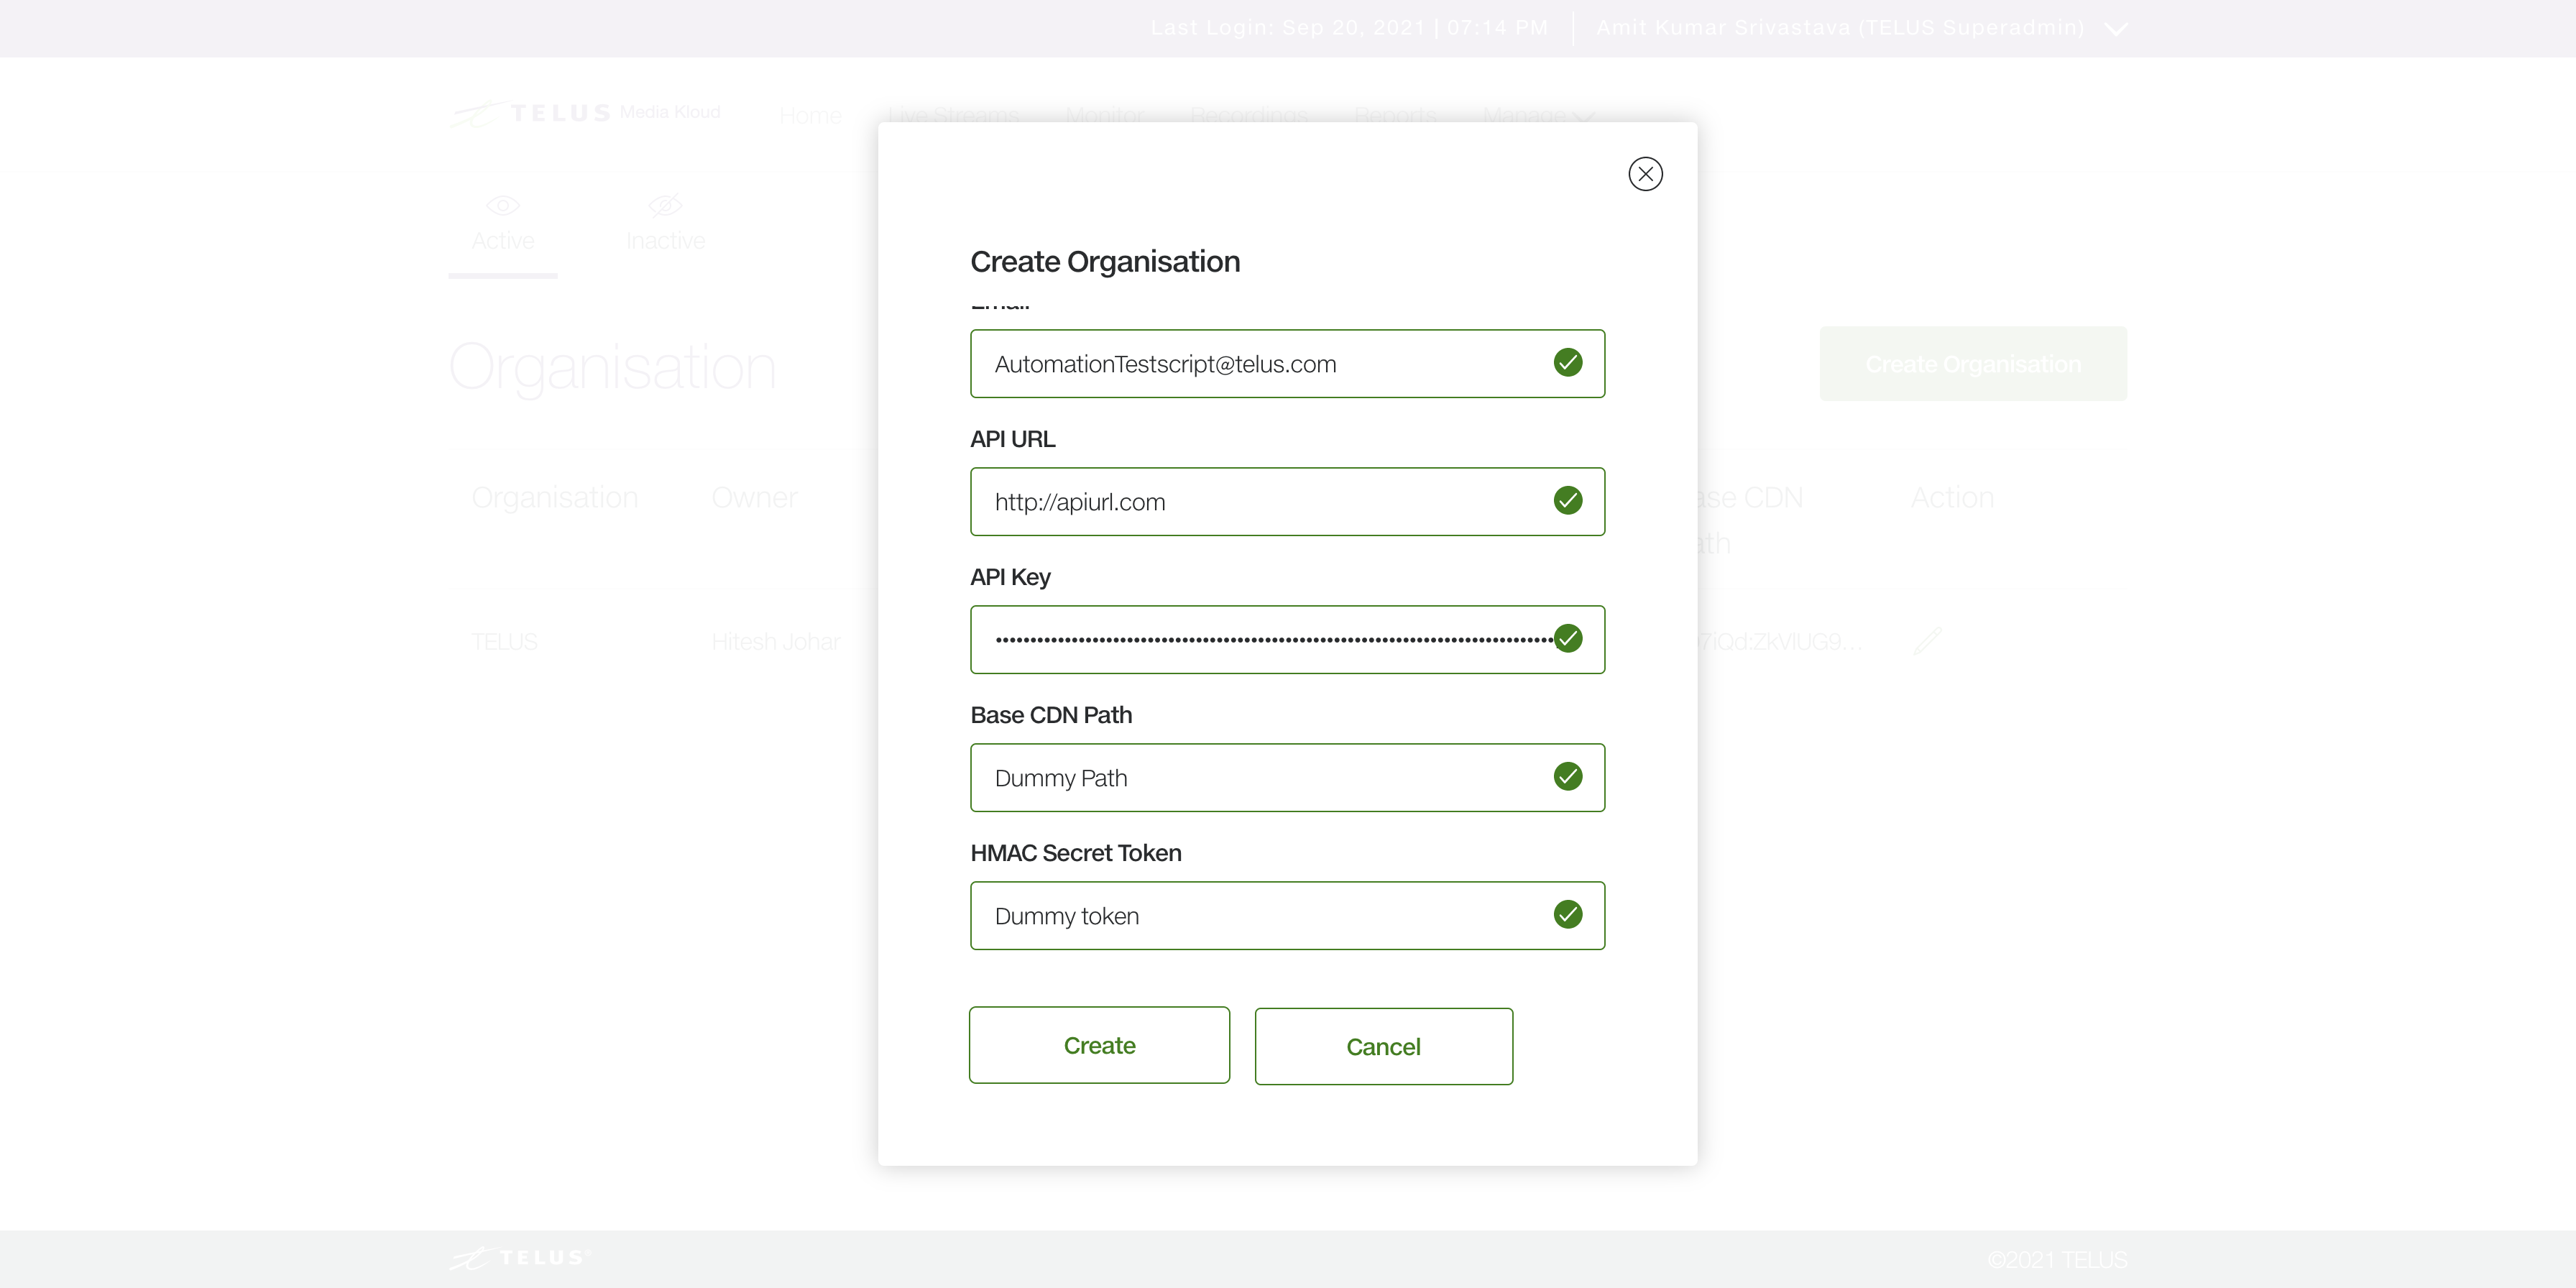 Last Login: Sep 20, 2021 | 07:14 PM
Amit Kumar Srivastava (TELUS Superadmin)
TELUS Media Kloud
Home
Live Streams
Monitor
Recordings
Reports
Manage
Active
Inactive
Organisation
Create Organisation
Organisation
Owner
ase CDN
ath
Action
TELUS
Hitesh Johar
7iQd:ZkVIUG9...
Create Organisation
Email
AutomationTestscript@telus.com
API URL
http://apiurl.com
API Key
Base CDN Path
Dummy Path
HMAC Secret Token
Dummy token
Create
Cancel
TELUS
©2021 TELUS